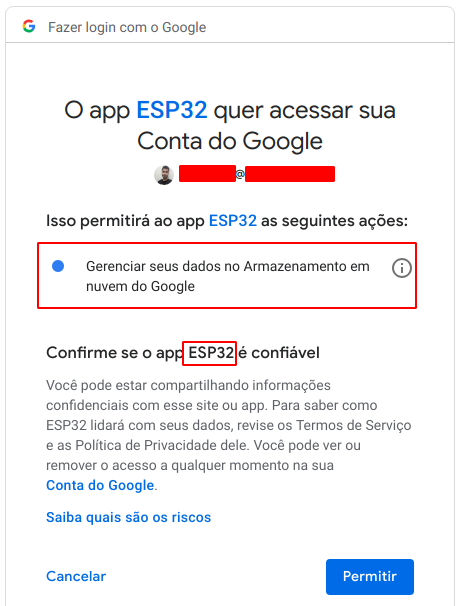 Fazer login com o Google
O app ESP32 quer acessar sua
Conta do Google
@
Isso permitirá ao app ESP32 as seguintes ações:
Gerenciar seus dados no Armazenamento em
nuvem do Google
Confirme se o app ESP32 é confiável
Você pode estar compartilhando informações
confidenciais com esse site ou app. Para saber como
ESP32 lidará com seus dados, revise os Termos de Serviço
e as Política de Privacidade dele. Você pode ver ou
remover o acesso a qualquer momento na sua
Conta do Google.
Saiba quais são os riscos
Cancelar
Permitir